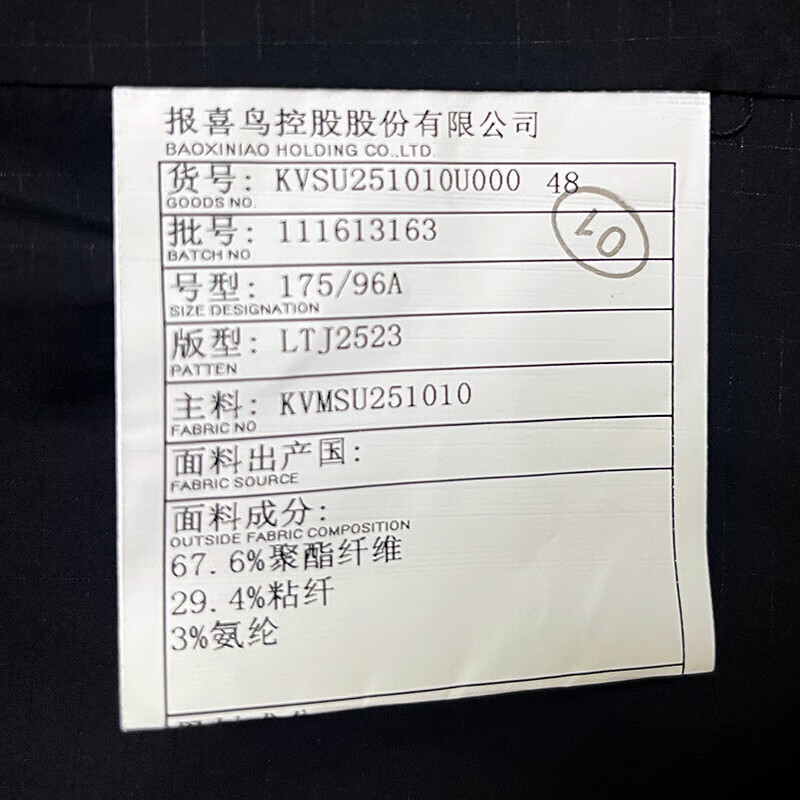 报喜鸟控股股份有限公司
BAOXINIAO HOLDING CO.,LTD.
货号: KVSU251010U000 48
GOODS NO.
01
批号: 111613163
BATCH NO
号型: 175/96A
SIZE DESIGNATION
版型: LTJ2523
PATTEN
主料: KVMSU251010
FABRIC NO
面料出产国:
FABRIC SOURCE
面料成分:
OUTSIDE FABRIC COMPOSITION
67.6%聚酯纤维
29.4%粘纤
3%氨纶